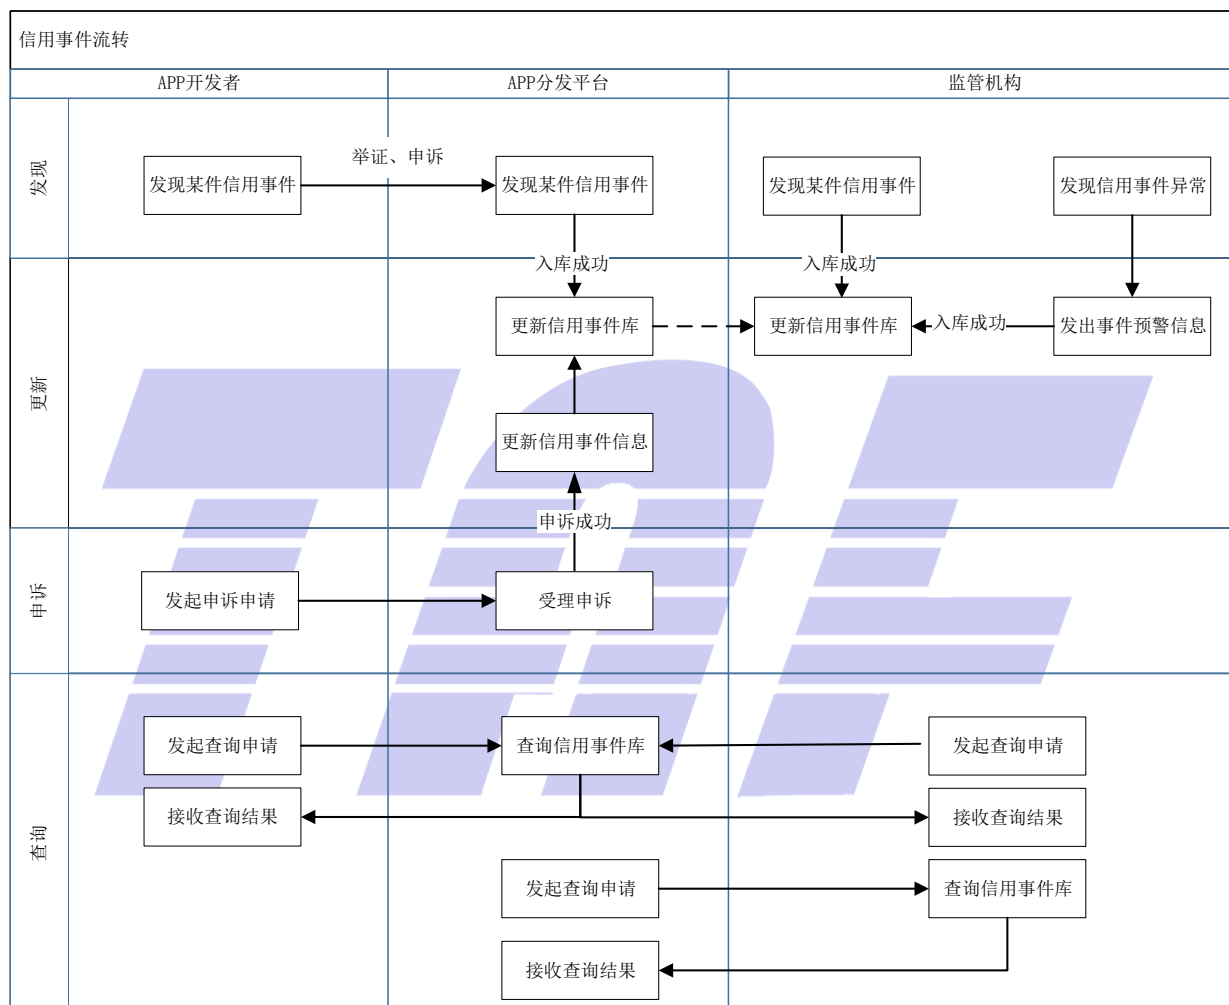 信用事件流转
APP开发者
APP分发平台
监管机构
发现
举证、申诉
发现某件信用事件
发现某件信用事件
发现某件信用事件
发现信用事件异常
入库成功
入库成功
更新
更新信用事件库
更新信用事件库
入库成功
发出事件预警信息
更新信用事件信息
申诉成功
申诉
发起申诉申请
受理申诉
查询
发起查询申请
查询信用事件库
发起查询申请
接收查询结果
接收查询结果
发起查询申请
查询信用事件库
接收查询结果
TAF